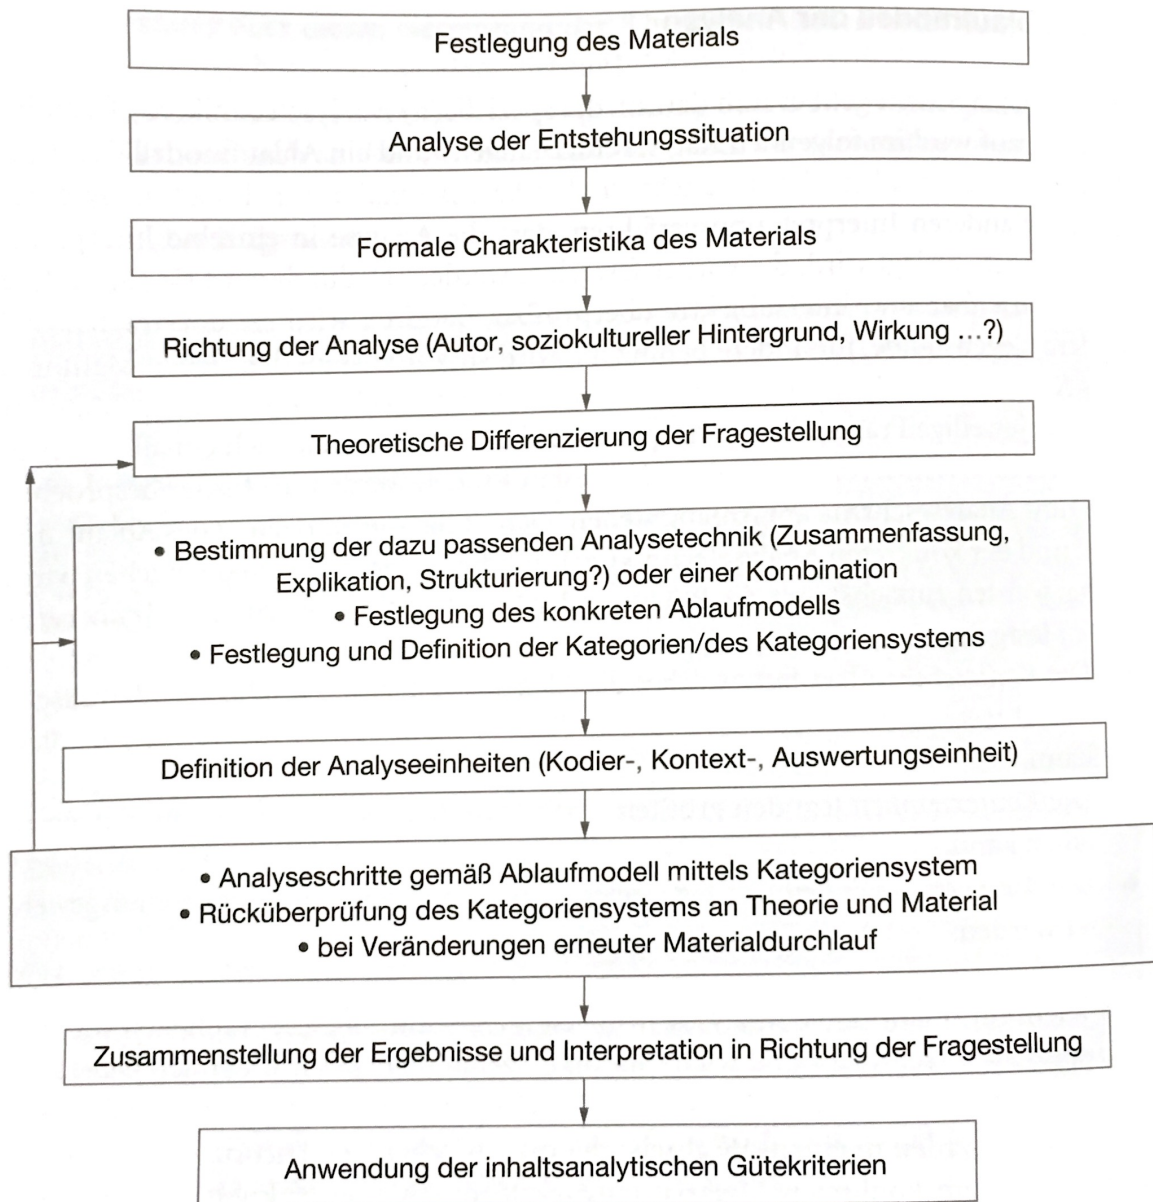 Festlegung des Materials
Analyse der Entstehungssituation
Formale Charakteristika des Materials
Richtung der Analyse (Autor, soziokultureller Hintergrund, Wirkung …?)
Theoretische Differenzierung der Fragestellung
• Bestimmung der dazu passenden Analysetechnik (Zusammenfassung,
Explikation, Strukturierung?) oder einer Kombination
• Festlegung des konkreten Ablaufmodells
• Festlegung und Definition der Kategorien/des Kategoriensystems
Definition der Analyseeinheiten (Kodier-, Kontext-, Auswertungseinheit)
• Analyseschritte gemäß Ablaufmodell mittels Kategoriensystem
• Rücküberprüfung des Kategoriensystems an Theorie und Material
• bei Veränderungen erneuter Materialdurchlauf
Zusammenstellung der Ergebnisse und Interpretation in Richtung der Fragestellung
Anwendung der inhaltsanalytischen Gütekriterien